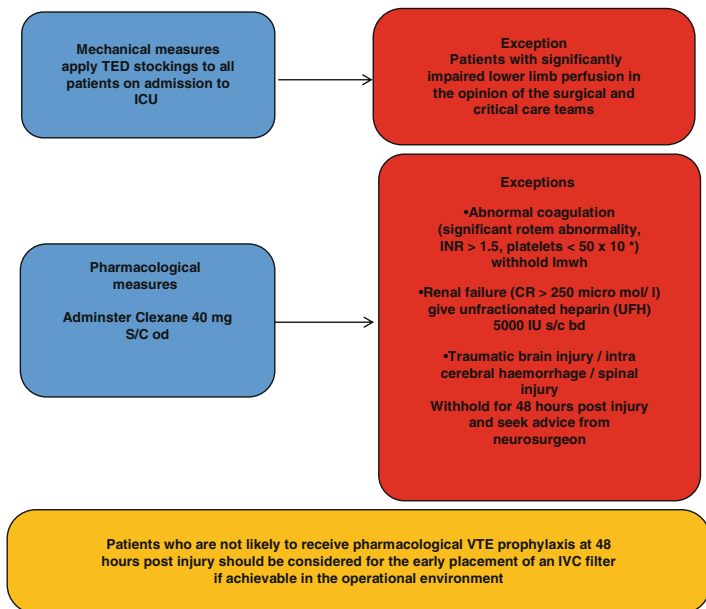 Mechanical measures
apply TED stockings to all
patients on admission to
ICU
Exception
Patients with significantly
impaired lower limb perfusion in
the opinion of the surgical and
critical care teams
Pharmacological
measures
Adminster Clexane 40 mg
S/C od
Exceptions
•Abnormal coagulation
(significant rotem abnormality,
INR > 1.5, platelets < 50 x 10 *)
withhold lmwh
•Renal failure (CR > 250 micro mol/ l)
give unfractionated heparin (UFH)
5000 IU s/c bd
•Traumatic brain injury / intra
cerebral haemorrhage / spinal
injury
Withhold for 48 hours post injury
and seek advice from
neurosurgeon
Patients who are not likely to receive pharmacological VTE prophylaxis at 48
hours post injury should be considered for the early placement of an IVC filter
if achievable in the operational environment